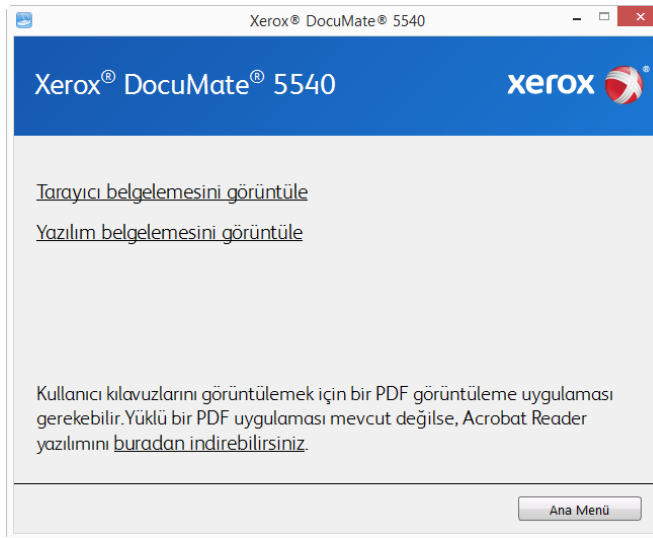 Xerox® DocuMate® 5540
Xerox® DocuMate® 5540
xerox ®
Tarayıcı belgelemesini görüntüle
Yazılım belgelemesini görüntüle
Kullanıcı kılavuzlarını görüntülemek için bir PDF görüntüleme uygulaması
gerekebilir.Yüklü bir PDF uygulaması mevcut değilse, Acrobat Reader
yazılımını buradan indirebilirsiniz.
Ana Menü